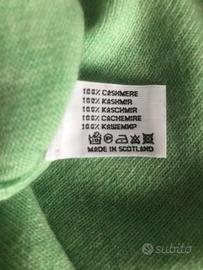 100% CASHMERE
100% KASHMIR
100% KASCHMIR
100% CACHEMIRE
100% КАШЕМИР
MADE IN SCOTLAND
subito